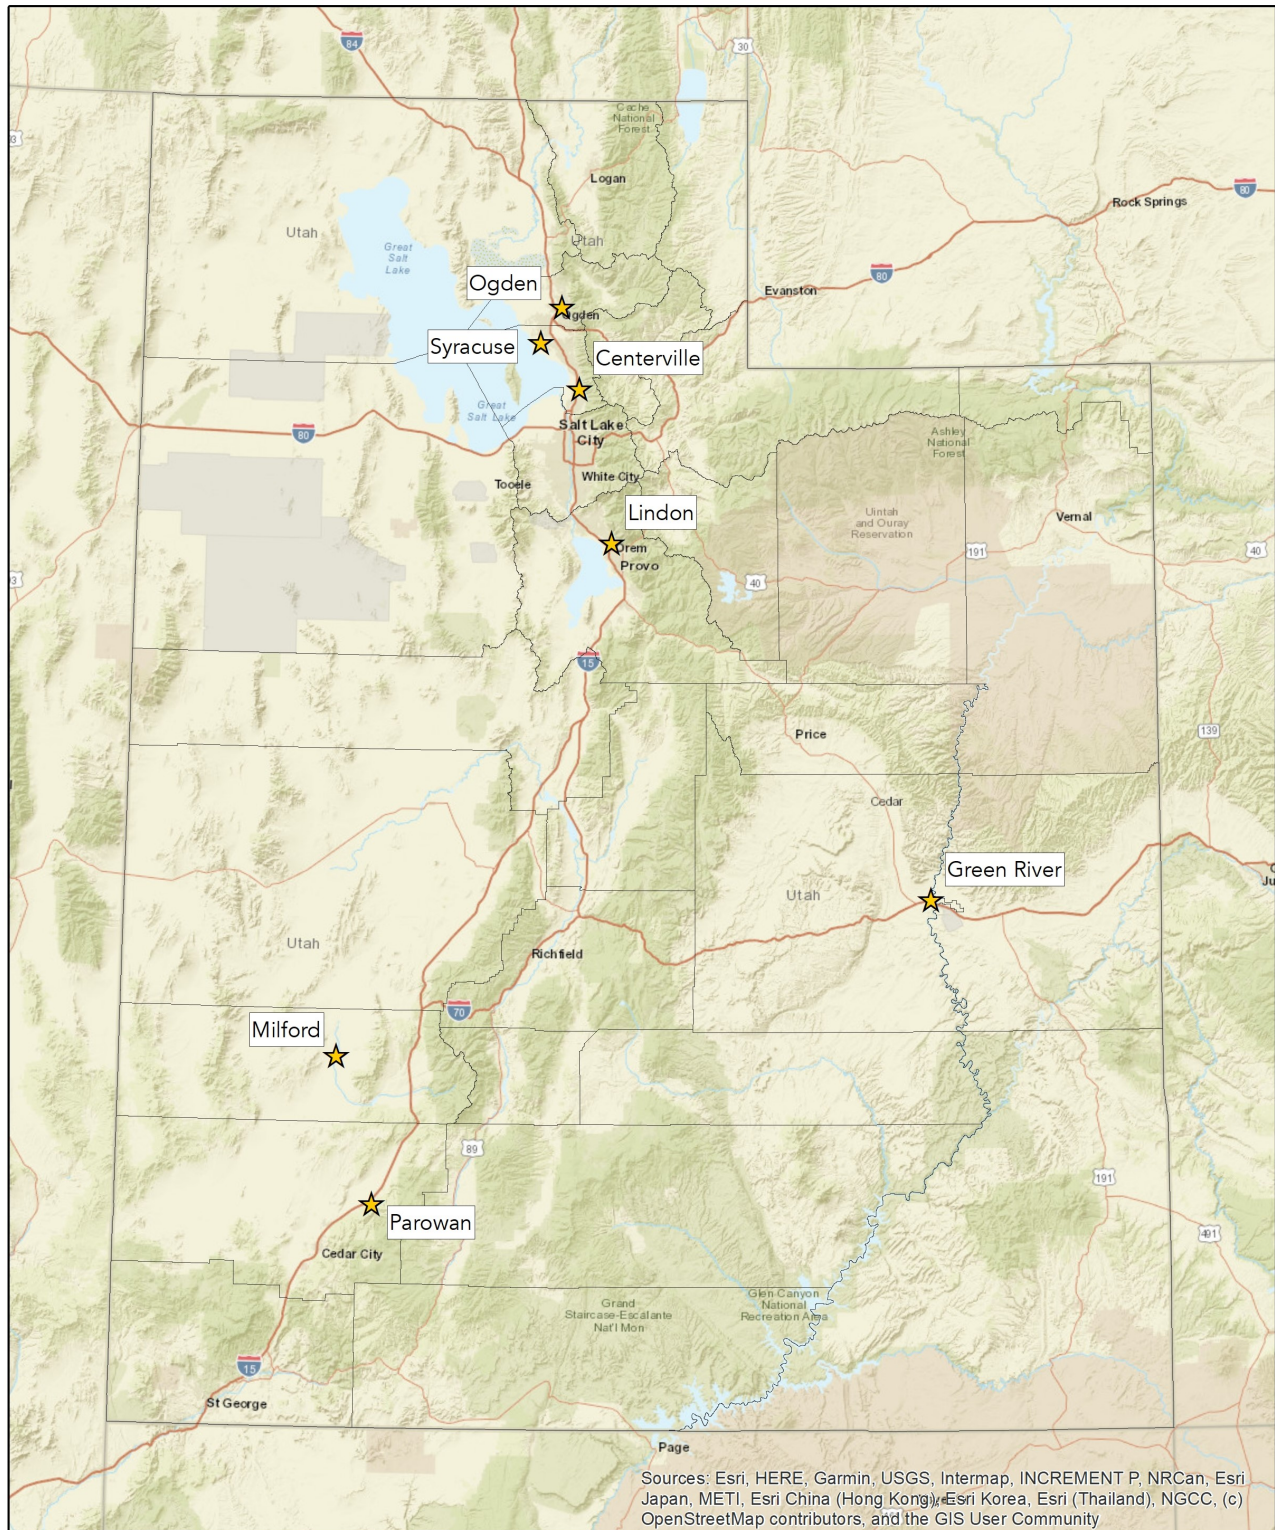 84
30
93
Cache
National
Forest
Logan
80
Rock Springs
Utah
Great
Salt
Lake
Utah
80
Ogden
Evanston
Ogden
Syracuse
Centerville
Great
Salt Lake
80
Salt Lake
City
Ashley
National
Forest
Tooele
White City
Lindon
Uintah
and Ouray
Reservation
Vernal
191
40
Orem
Provo
40
93
15
Price
139
Cedar
Green River
Utah
Utah
Richfield
70
Milford
89
191
Parowan
491
Cedar City
Grand
Staircase-Escalante
Nat'l Mon
Glen Canyon
National
Recreation Area
15
St George
Page
Sources: Esri, HERE, Garmin, USGS, Intermap, INCREMENT P, NRCan, Esri
Japan, METI, Esri China (Hong Kong), Esri Korea, Esri (Thailand), NGCC, (c)
OpenStreetMap contributors, and the GIS User Community